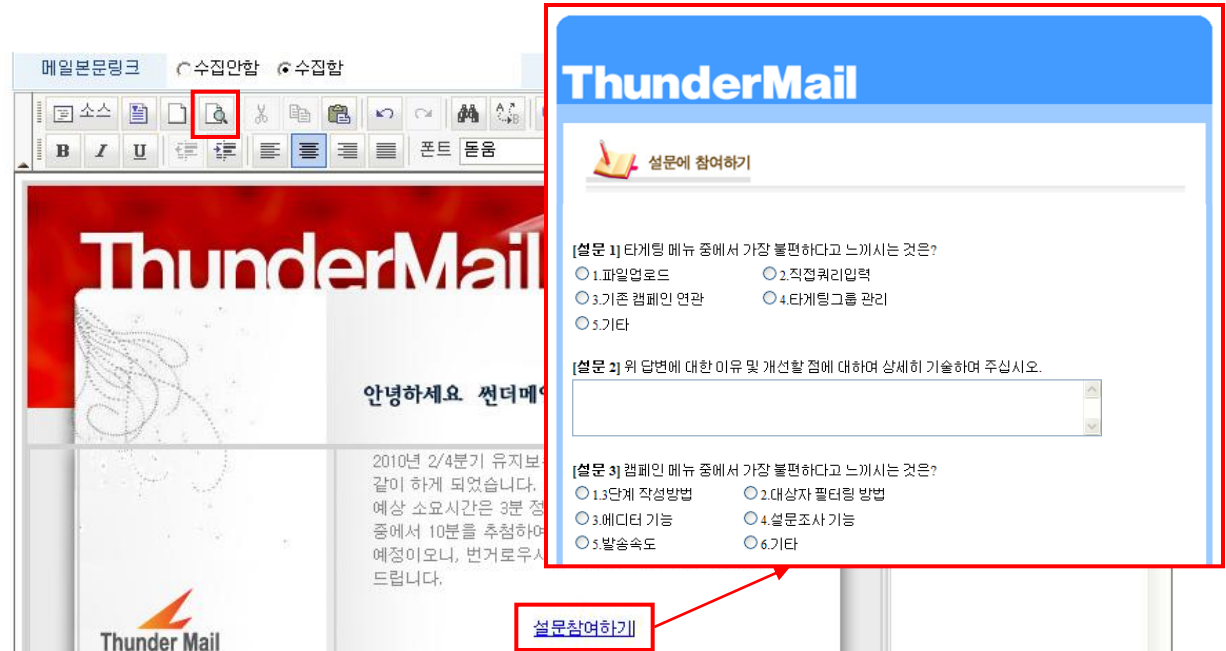 메일본문링크 수집안함 수집함
소스
B I U 폰트 돋움
ThunderMail
안녕하세요 썬더메
2010년 2/4분기 유지보
같이 하게 되었습니다.
예상 소요시간은 3분 정
중에서 10분을 추첨하여
예정이오니, 번거로우시
드립니다.
Thunder Mail
설문참여하기
ThunderMail
설문에 참여하기
[설문 1] 타게팅 메뉴 중에서 가장 불편하다고 느끼시는 것은?
1.파일업로드 2.직접쿼리입력
3.기존 캠페인 연관 4.타게팅그룹 관리
5.기타
[설문 2] 위 답변에 대한 이유 및 개선할 점에 대하여 상세히 기술하여 주십시오.
[설문 3] 캠페인 메뉴 중에서 가장 불편하다고 느끼시는 것은?
1.3단계 작성방법 2.대상자 필터링 방법
3.에디터 기능 4.설문조사 기능
5.발송속도 6.기타